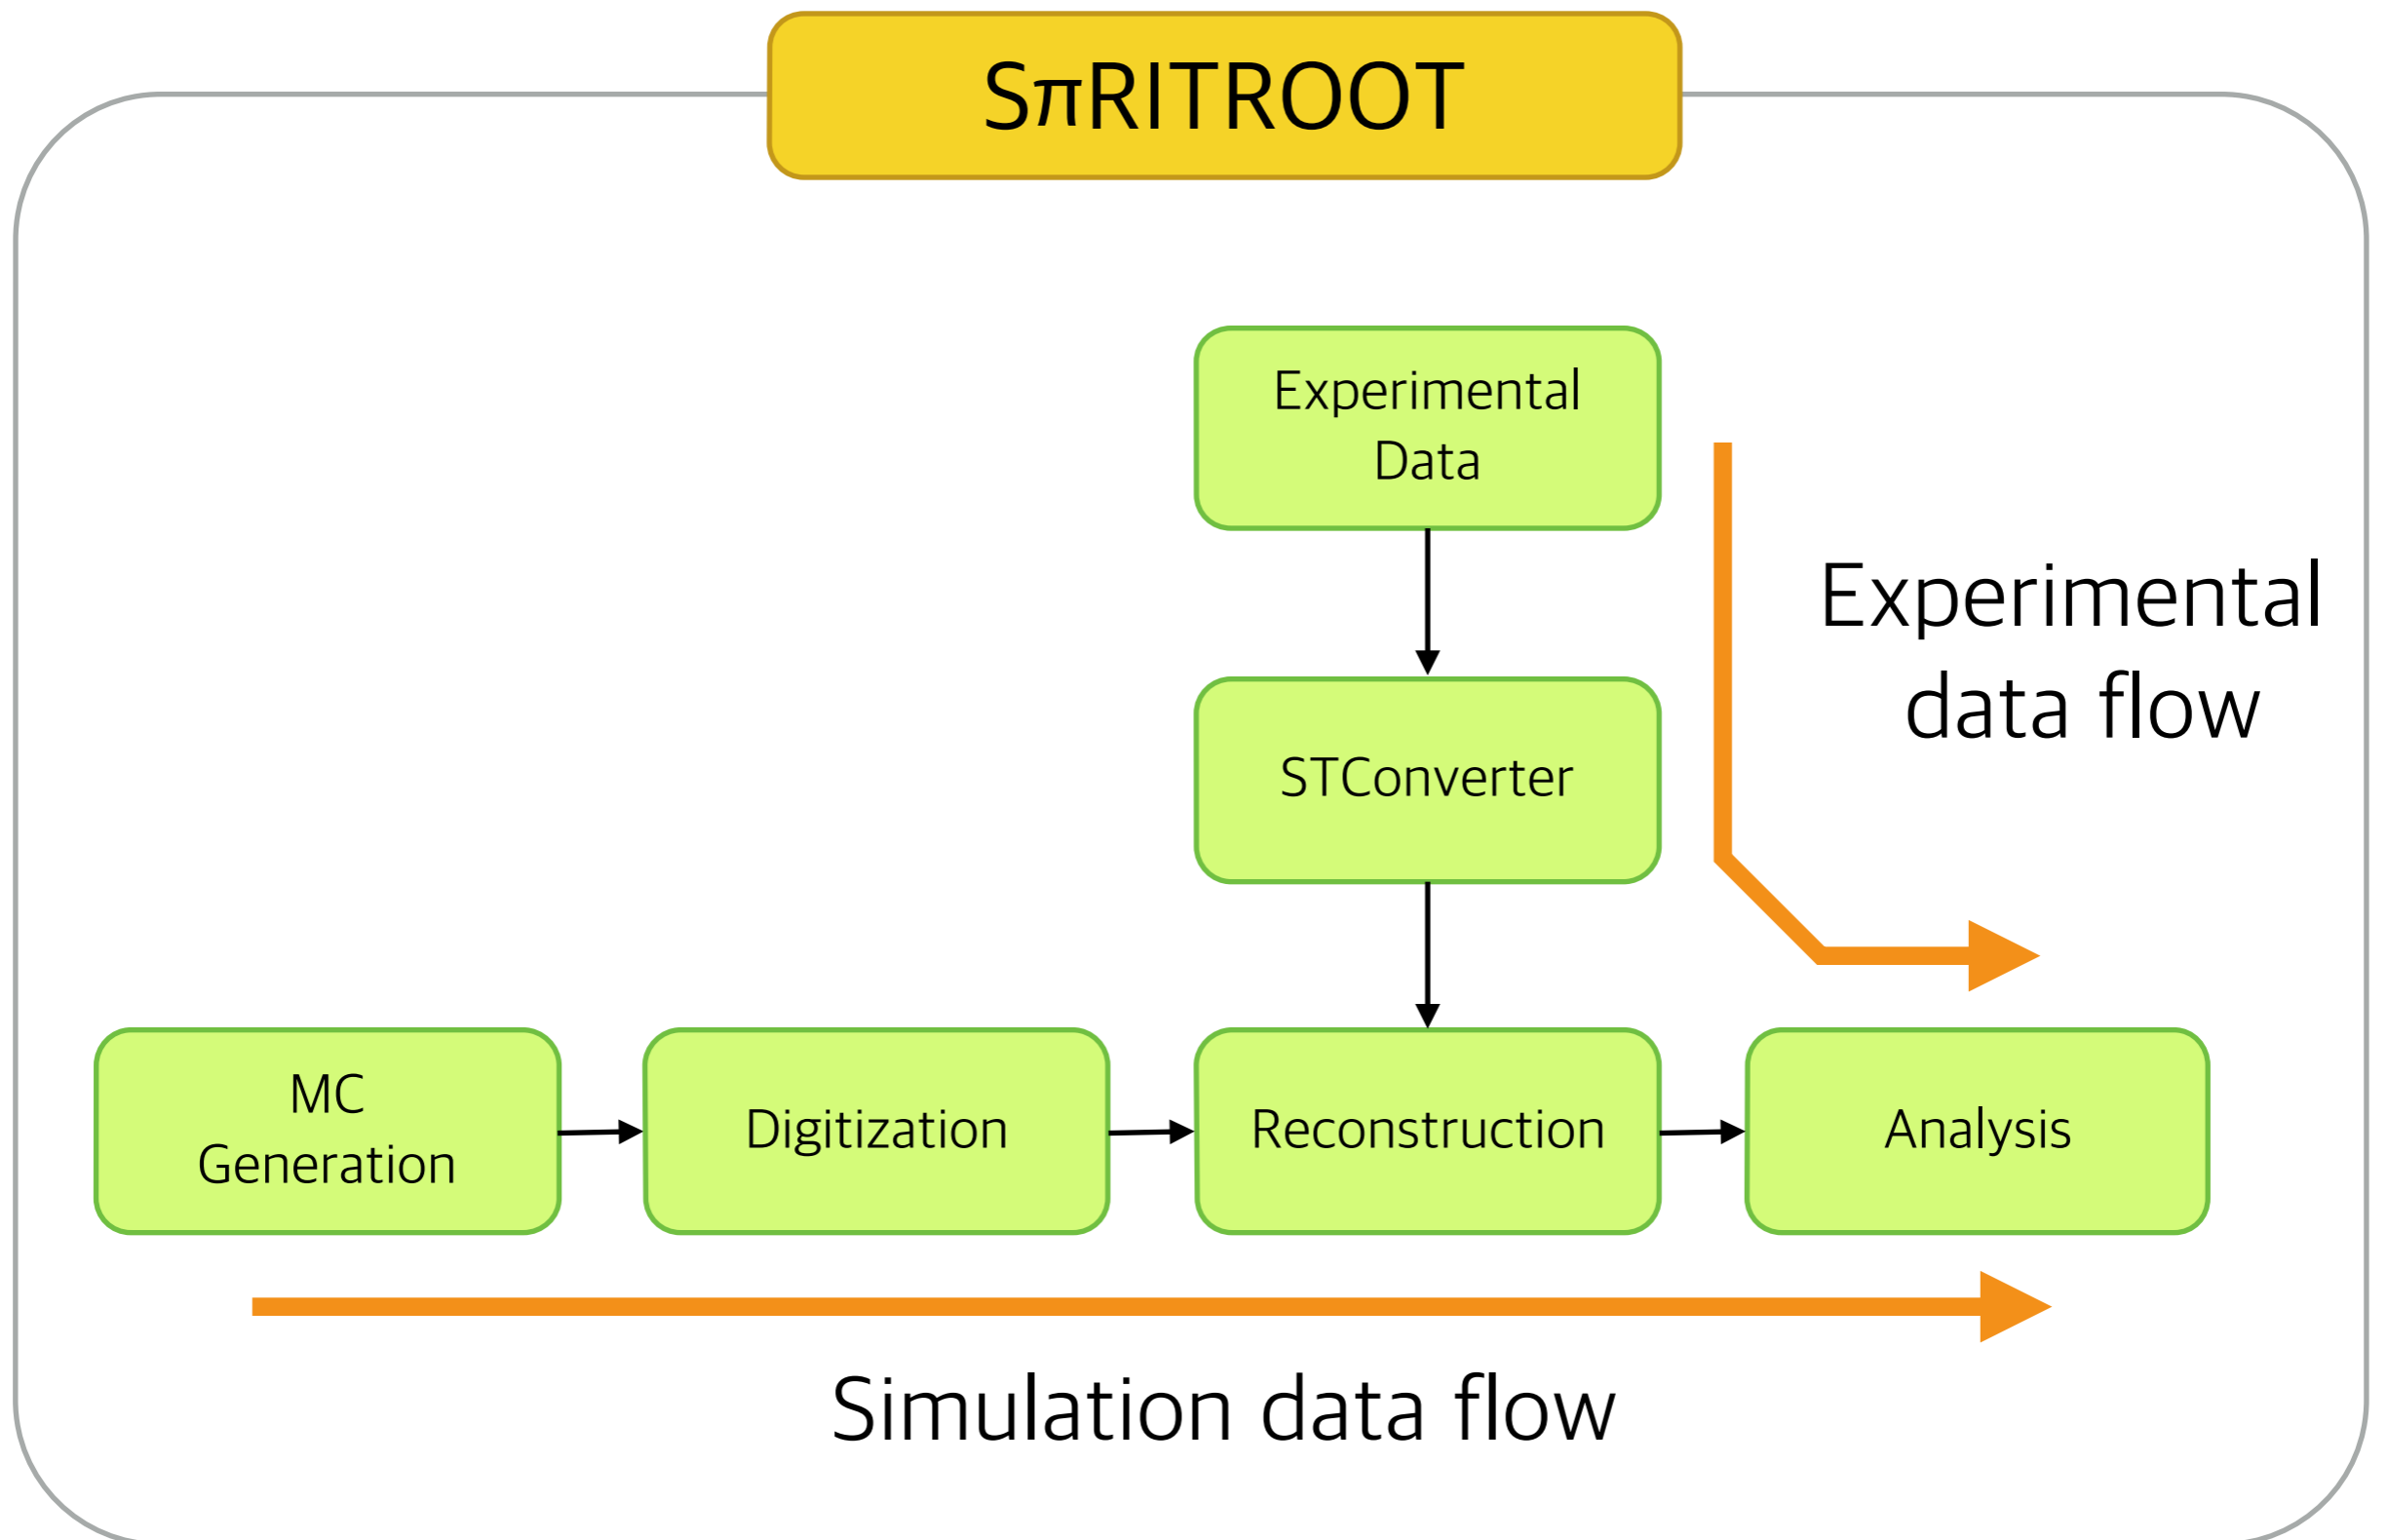 SπRITROOT
Experimental
Data
Experimental
data flow
STConverter
MC
Generation
Digitization
Reconstruction
Analysis
Simulation data flow